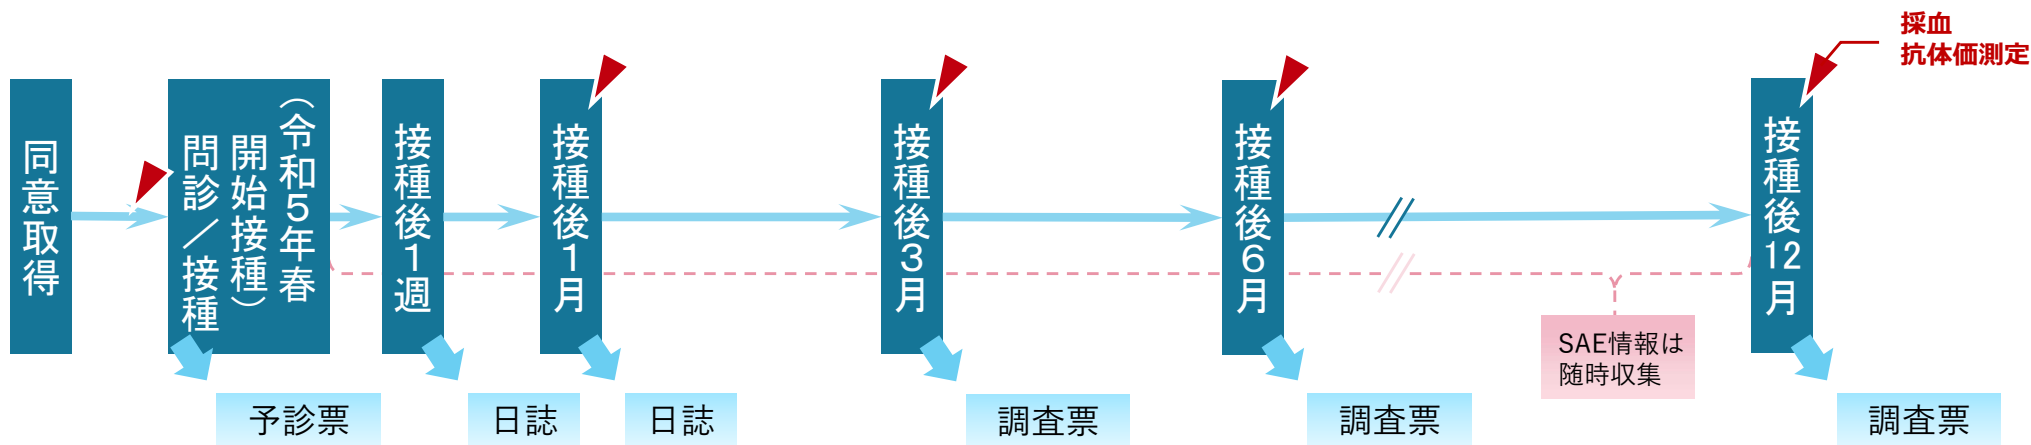 採血
抗体価測定
同意取得
（令和５年春
開始接種）
問診／接種
接種後１週
接種後１月
接種後３月
接種後６月
接種後12月
SAE情報は
随時収集
予診票
日誌
日誌
調査票
調査票
調査票